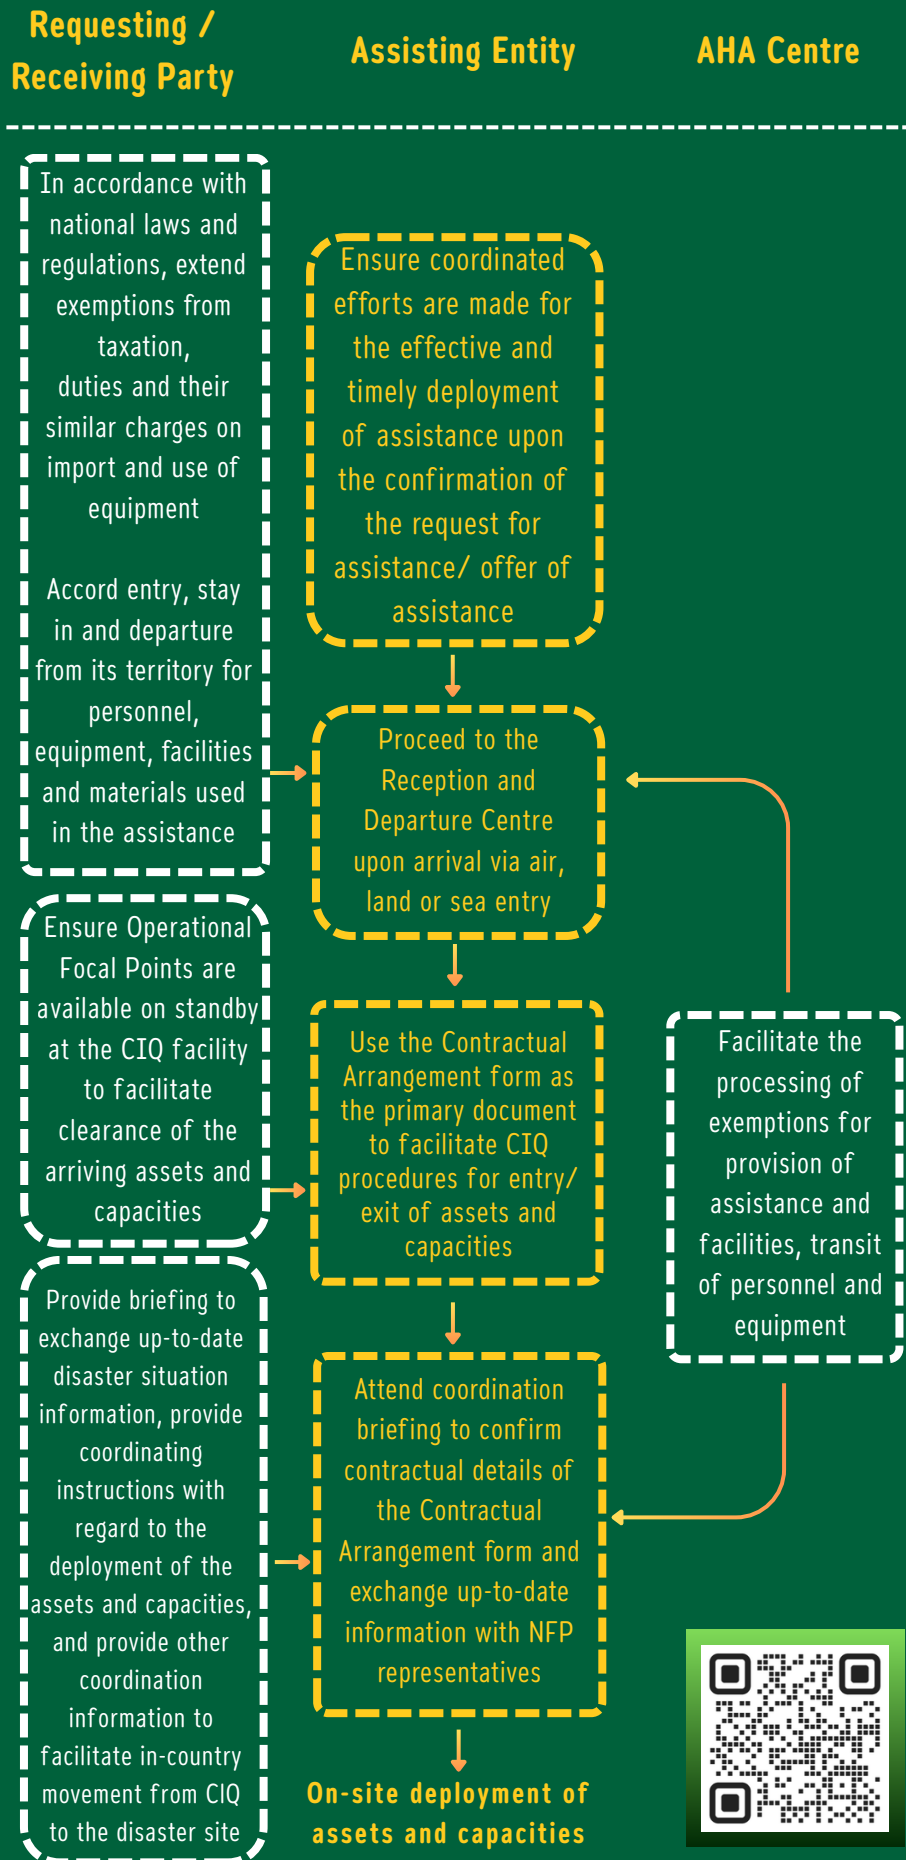 Requesting /
Receiving Party
Assisting Entity
AHA Centre
In accordance with
national laws and
regulations, extend
exemptions from
taxation,
duties and their
similar charges on
import and use of
equipment
Accord entry, stay
in and departure
from its territory for
personnel,
equipment, facilities
and materials used
in the assistance
Ensure Operational
Focal Points are
available on standby
at the CIQ facility
to facilitate
clearance of the
arriving assets and
capacities
Provide briefing to
exchange up-to-date
disaster situation
information, provide
coordinating
instructions with
regard to the
deployment of the
assets and capacities,
and provide other
coordination
information to
facilitate in-country
movement from CIQ
to the disaster site
Ensure coordinated
efforts are made for
the effective and
timely deployment
of assistance upon
the confirmation of
the request for
assistance/ offer of
assistance
Proceed to the
Reception and
Departure Centre
upon arrival via air,
land or sea entry
Use the Contractual
Arrangement form as
the primary document
to facilitate CIQ
procedures for entry/
exit of assets and
capacities
Attend coordination
briefing to confirm
contractual details of
the Contractual
Arrangement form and
exchange up-to-date
information with NFP
representatives
On-site deployment of
assets and capacities
Facilitate the
processing of
exemptions for
provision of
assistance and
facilities, transit
of personnel and
equipment